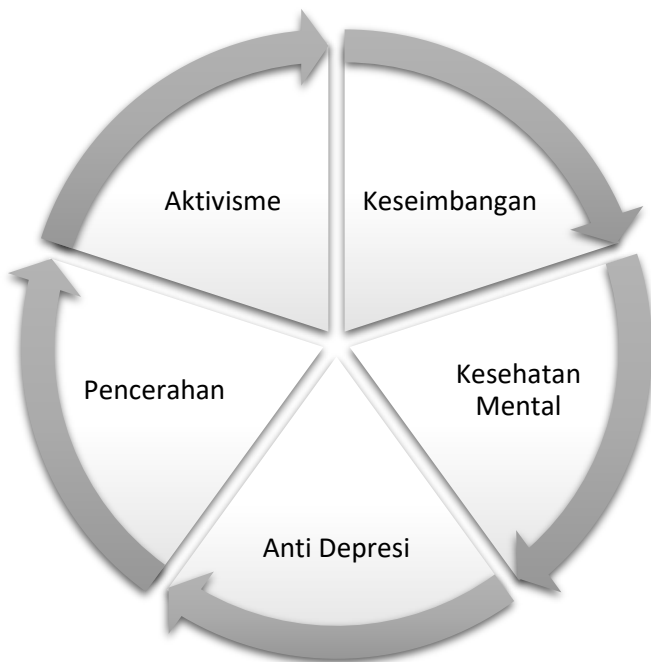 Aktivisme
Keseimbangan
Kesehatan
Mental
Anti Depresi
Pencerahan